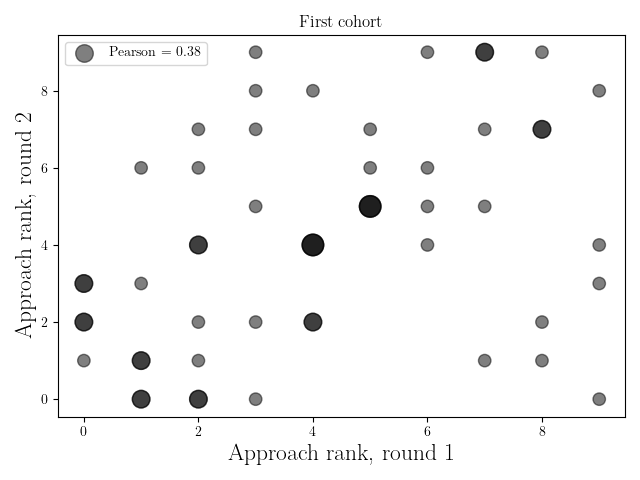 First cohort
Pearson = 0.38
Approach rank, round 2
8
6
4
2
0
0 2 4 6 8
Approach rank, round 1